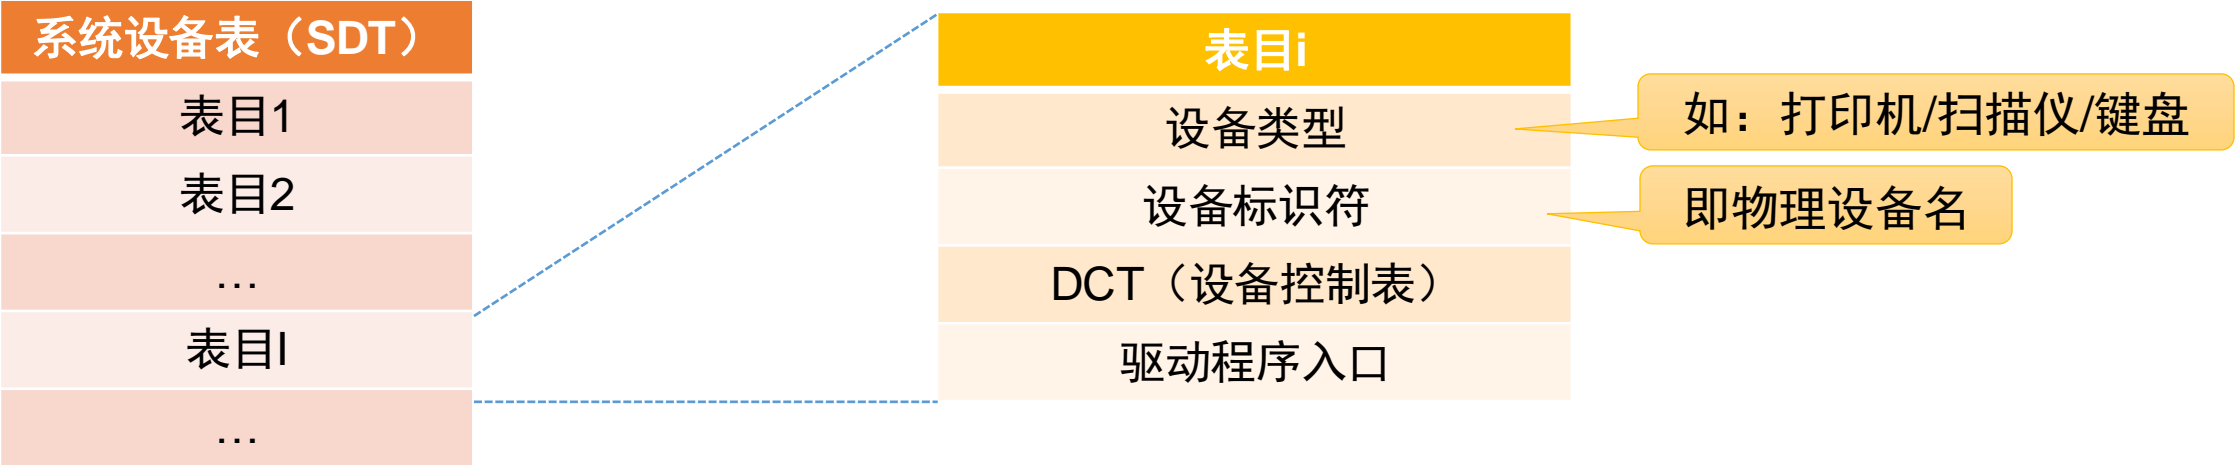 系统设备表（SDT）
表目1
表目2
…
表目I
…
表目i
设备类型
设备标识符
DCT（设备控制表）
驱动程序入口
如：打印机/扫描仪/键盘
即物理设备名